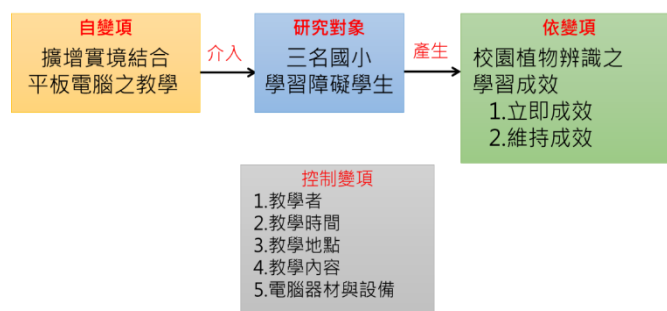 自變項
擴增實境結合
平板電腦之教學
介入
研究對象
三名國小
學習障礙學生
產生
依變項
校園植物辨識之
學習成效
1.立即成效
2.維持成效
控制變項
1.教學者
2.教學時間
3.教學地點
4.教學內容
5.電腦器材與設備